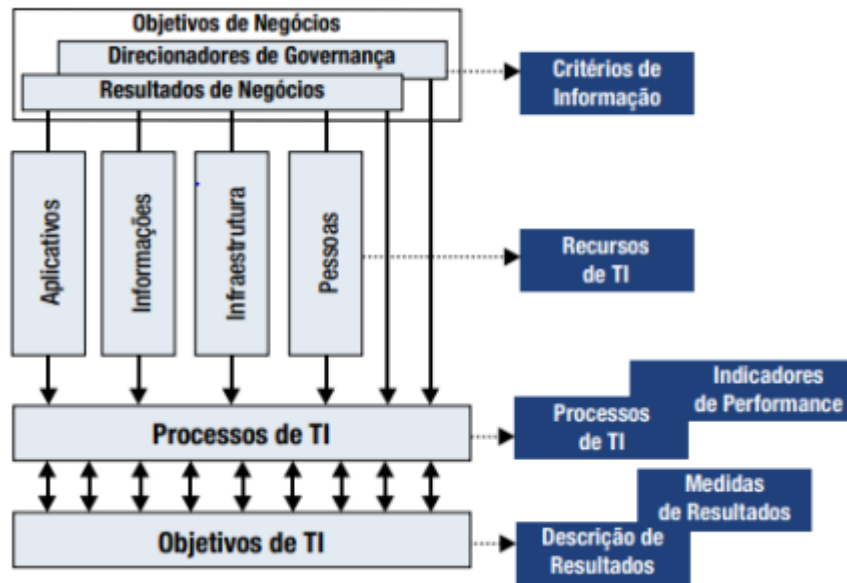 Objetivos de Negócios
Direcionadores de Governança
Resultados de Negócios
Critérios de
Informação
Aplicativos
Informações
Infraestrutura
Pessoas
Recursos
de TI
Indicadores
de Performance
Processos de TI
Processos
de TI
Medidas
de Resultados
Objetivos de TI
Descrição de
Resultados